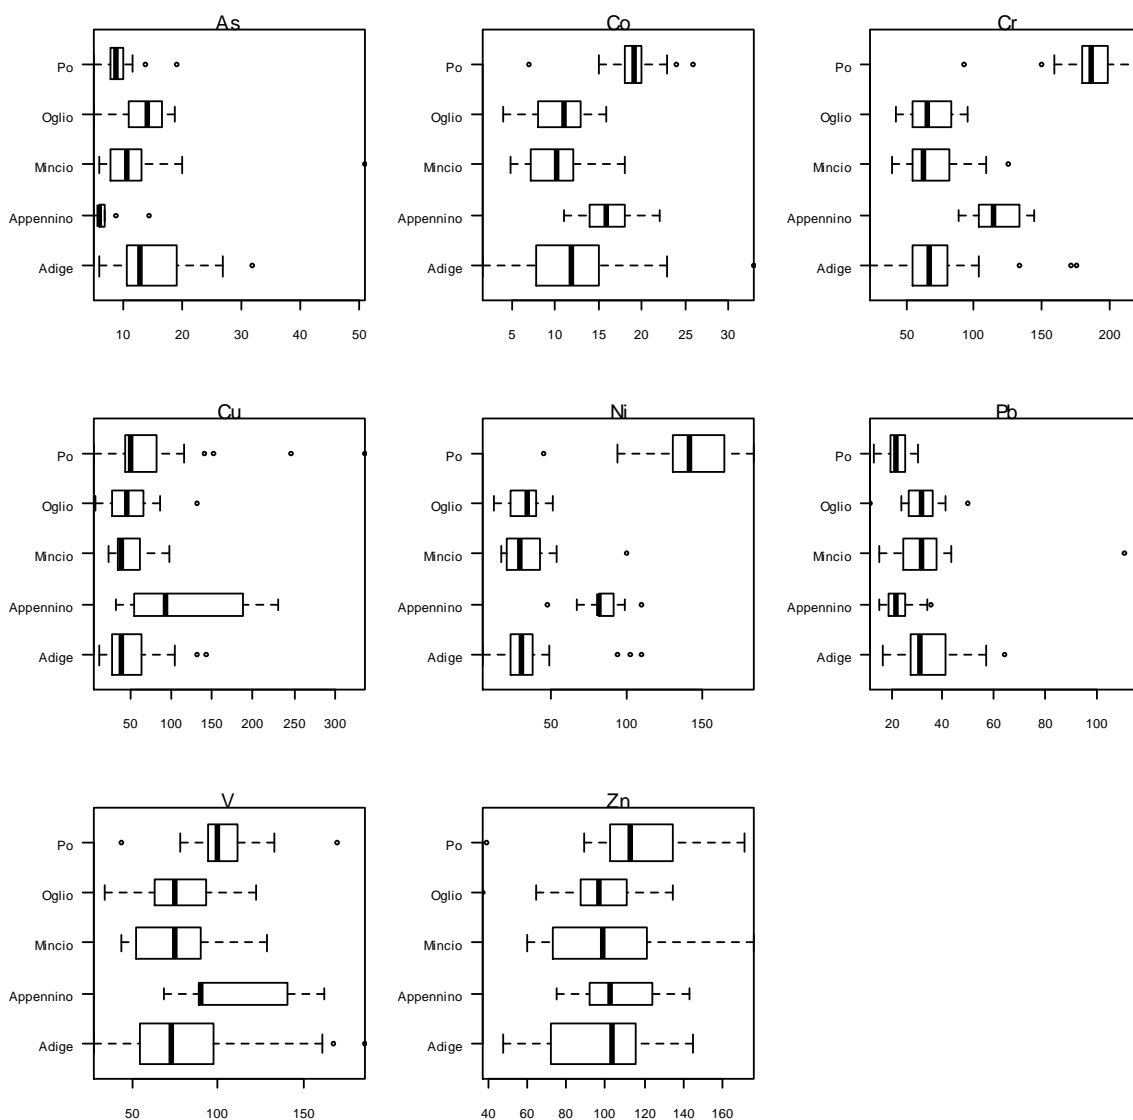 As Co Cr
Po Po Po
Oglio Oglio Oglio
Mincio Mincio Mincio
Appennino Appennino Appennino
Adige Adige Adige
10 20 30 40 50 5 10 15 20 25 30 50 100 150 200
Cu Ni Pb
Po Po Po
Oglio Oglio Oglio
Mincio Mincio Mincio
Appennino Appennino Appennino
Adige Adige Adige
50 100 150 200 250 300 50 100 150 20 40 60 80 100
V Zn
Po Po
Oglio Oglio
Mincio Mincio
Appennino Appennino
Adige Adige
50 100 150 40 60 80 100 120 140 160